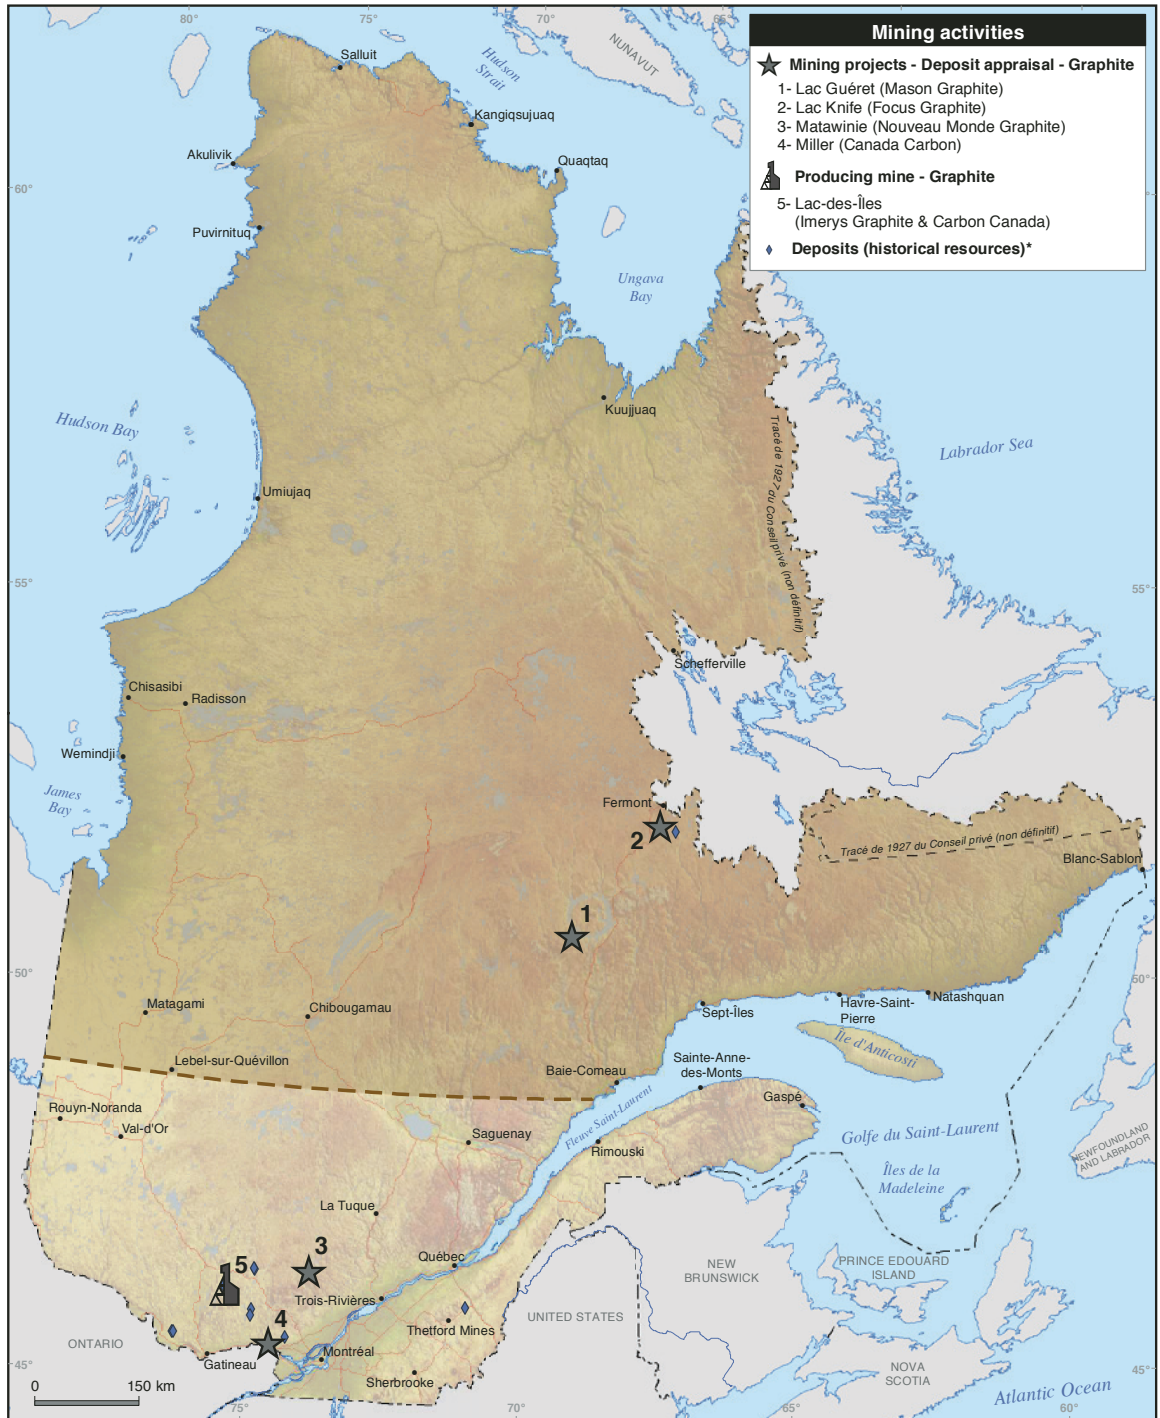 80°
75°
70°
65°
Mining activities
Mining projects - Deposit appraisal - Graphite
1- Lac Guéret (Mason Graphite)
2- Lac Knife (Focus Graphite)
3- Matawinie (Nouveau Monde Graphite)
4- Miller (Canada Carbon)
Producing mine - Graphite
5- Lac-des-Îles
(Imerys Graphite & Carbon Canada)
Deposits (historical resources)*
NUNAVUT
Hudson
Strait
Salluit
Kangiqsujuaq
Akulivik
Quaqtaq
60°
Puvirnituq
Ungava
Bay
Kuujjuaq
Hudson Bay
Labrador Sea
Tracé de 1927 du Conseil privé (non définitif)
Umiujaq
55°
55°
Schefferville
Chisasibi
Radisson
Wemindji
James
Bay
Fermont
2
Tracé de 1927 du Conseil privé (non définitif)
Blanc-Sablon
1
50°
50°
Matagami
Chibougamau
Sept-Îles
Havre-Saint-
Pierre
Natashquan
Île d'Anticosti
Lebel-sur-Quévillon
Baie-Comeau
Sainte-Anne-
des-Monts
Gaspé
Rouyn-Noranda
Val-d'Or
Saguenay
Fleuve Saint-Laurent
Rimouski
Golfe du Saint-Laurent
NEWFOUNDLAND
AND LABRADOR
Îles de la
Madeleine
La Tuque
Québec
3
5
NEW
BRUNSWICK
PRINCE EDOUARD
ISLAND
Trois-Rivières
4
UNITED STATES
Thetford Mines
ONTARIO
Gatineau
Montréal
Sherbrooke
NOVA
SCOTIA
45°
45°
Atlantic Ocean
0
150 km
75°
70°
65°
60°